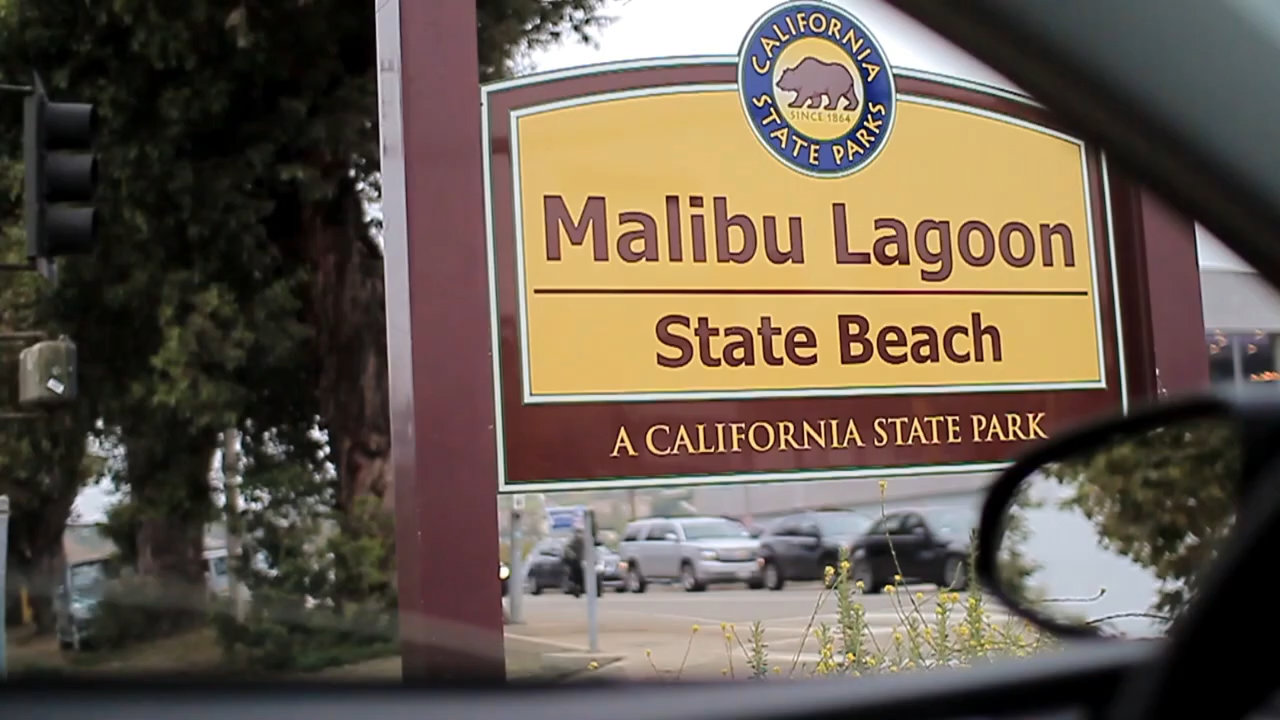 CALIFORNIA
STATE PARKS
SINCE 1864
Malibu Lagoon
State Beach
A CALIFORNIA STATE PARK